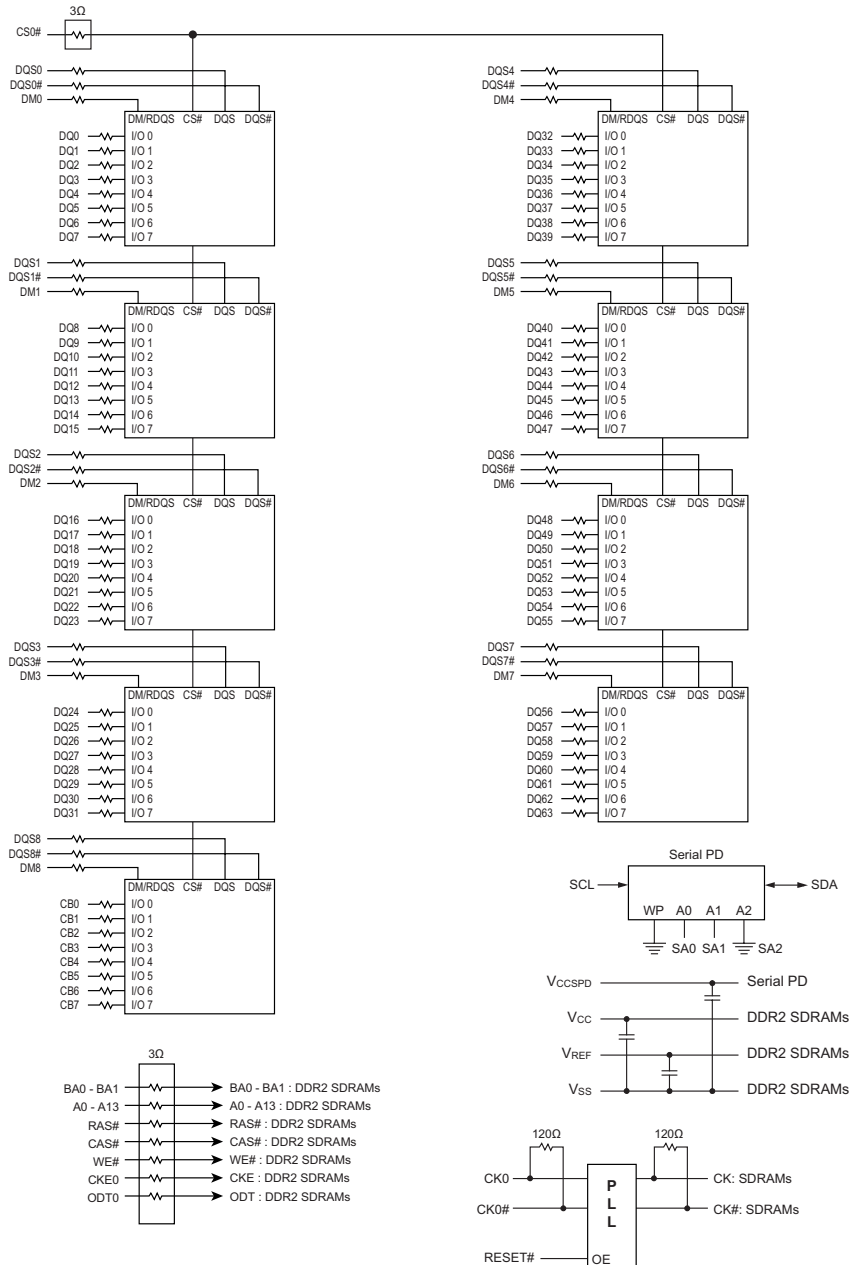 3Ω
CS0#
DQS0
DQS0#
DM0
DM/RDQS CS# DQS DQS#
DQ0 I/O 0
DQ1 I/O 1
DQ2 I/O 2
DQ3 I/O 3
DQ4 I/O 4
DQ5 I/O 5
DQ6 I/O 6
DQ7 I/O 7
DQS1
DQS1#
DM1
DM/RDQS CS# DQS DQS#
DQ8 I/O 0
DQ9 I/O 1
DQ10 I/O 2
DQ11 I/O 3
DQ12 I/O 4
DQ13 I/O 5
DQ14 I/O 6
DQ15 I/O 7
DQS2
DQS2#
DM2
DM/RDQS CS# DQS DQS#
DQ16 I/O 0
DQ17 I/O 1
DQ18 I/O 2
DQ19 I/O 3
DQ20 I/O 4
DQ21 I/O 5
DQ22 I/O 6
DQ23 I/O 7
DQS3
DQS3#
DM3
DM/RDQS CS# DQS DQS#
DQ24 I/O 0
DQ25 I/O 1
DQ26 I/O 2
DQ27 I/O 3
DQ28 I/O 4
DQ29 I/O 5
DQ30 I/O 6
DQ31 I/O 7
DQS8
DQS8#
DM8
DM/RDQS CS# DQS DQS#
CB0 I/O 0
CB1 I/O 1
CB2 I/O 2
CB3 I/O 3
CB4 I/O 4
CB5 I/O 5
CB6 I/O 6
CB7 I/O 7
DQS4
DQS4#
DM4
DM/RDQS CS# DQS DQS#
DQ32 I/O 0
DQ33 I/O 1
DQ34 I/O 2
DQ35 I/O 3
DQ36 I/O 4
DQ37 I/O 5
DQ38 I/O 6
DQ39 I/O 7
DQS5
DQS5#
DM5
DM/RDQS CS# DQS DQS#
DQ40 I/O 0
DQ41 I/O 1
DQ42 I/O 2
DQ43 I/O 3
DQ44 I/O 4
DQ45 I/O 5
DQ46 I/O 6
DQ47 I/O 7
DQS6
DQS6#
DM6
DM/RDQS CS# DQS DQS#
DQ48 I/O 0
DQ49 I/O 1
DQ50 I/O 2
DQ51 I/O 3
DQ52 I/O 4
DQ53 I/O 5
DQ54 I/O 6
DQ55 I/O 7
DQS7
DQS7#
DM7
DM/RDQS CS# DQS DQS#
DQ56 I/O 0
DQ57 I/O 1
DQ58 I/O 2
DQ59 I/O 3
DQ60 I/O 4
DQ61 I/O 5
DQ62 I/O 6
DQ63 I/O 7
Serial PD
SCL SDA
WP A0 A1 A2
SA0 SA1 SA2
VCCSPD Serial PD
VCC DDR2 SDRAMs
VREF DDR2 SDRAMs
VSS DDR2 SDRAMs
3Ω
BA0 - BA1 BA0 - BA1 : DDR2 SDRAMs
A0 - A13 A0 - A13 : DDR2 SDRAMs
RAS# RAS# : DDR2 SDRAMs
CAS# CAS# : DDR2 SDRAMs
WE# WE# : DDR2 SDRAMs
CKE0 CKE : DDR2 SDRAMs
ODT0 ODT : DDR2 SDRAMs
120Ω 120Ω
CK0 CK: SDRAMs
PLL
CK0# CK#: SDRAMs
RESET# OE